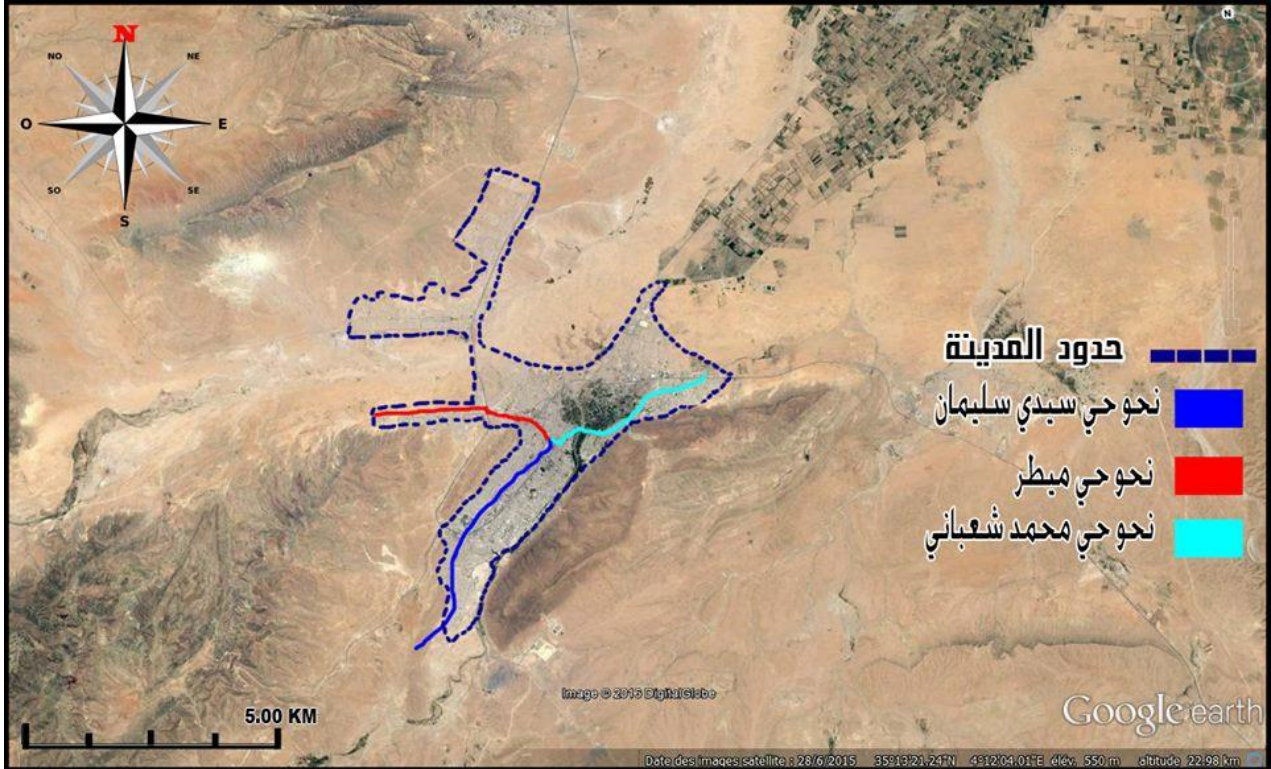 N
NO
NE
O
E
SO
SE
S
N
حدود المدينة
نحو حي سيدي سليمان
نحو حي ميطر
نحو حي محمد شعباني
5.00 KM
Image © 2016 DigitalGlobe
Google earth
Date des images satellite : 28/6/2015 35°13'21.24"N 4°12'04.01"E élév. 550 m altitude 22.98 km